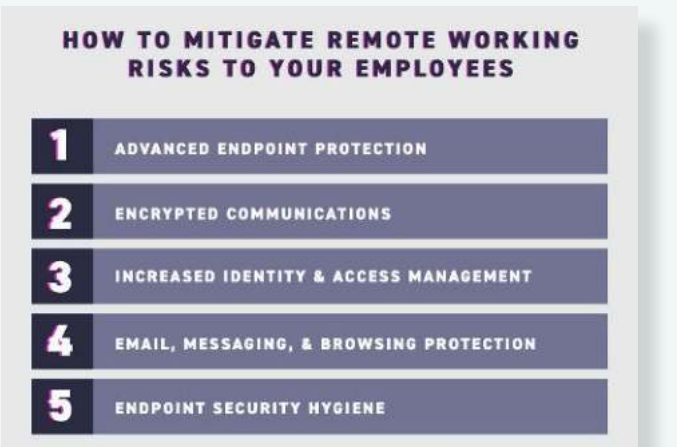 HOW TO MITIGATE REMOTE WORKING
RISKS TO YOUR EMPLOYEES
1 ADVANCED ENDPOINT PROTECTION
2 ENCRYPTED COMMUNICATIONS
3 INCREASED IDENTITY & ACCESS MANAGEMENT
4 EMAIL, MESSAGING, & BROWSING PROTECTION
5 ENDPOINT SECURITY HYGIENE